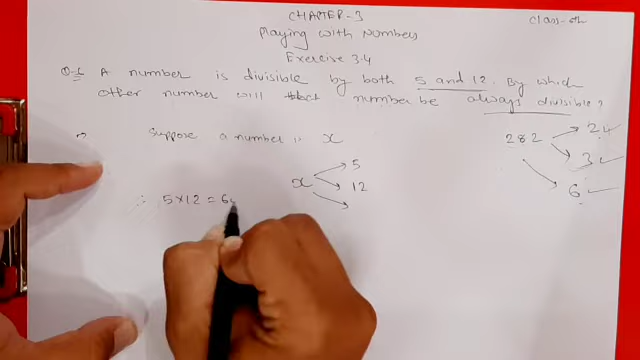 CHAPTER-3
Class-6th
Playing with Numbers
Exercise 3.4
Q-1 A number is divisible by both 5 and 12. By which
other number will that number be always divisible?
Suppose a number is x
x → 5
→ 12
→
∴ 5×12 = 6
282 → 2 ✓
→ 3 ✓
→ 6 ✓